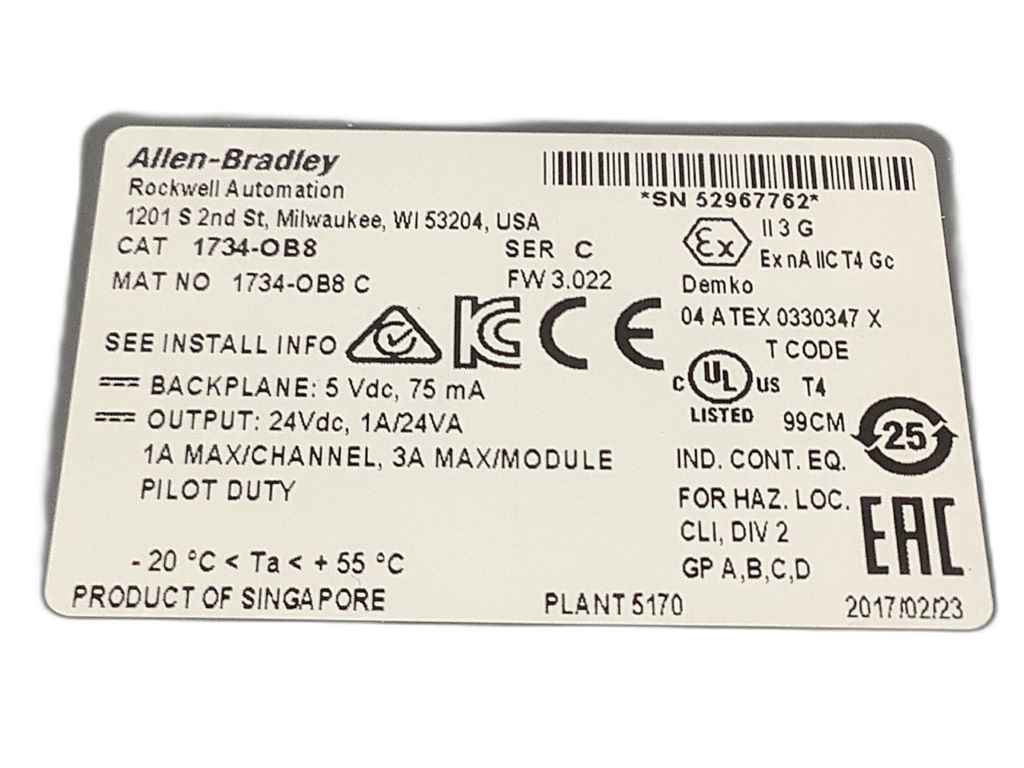 Allen-Bradley
Rockwell Automation
1201 S 2nd St, Milwaukee, WI 53204, USA
CAT 1734-OB8 SER C
MAT NO 1734-OB8 C FW 3.022
*SN 52967762*
Ex II 3 G
Ex nA IIC T4 Gc
Demko
04 ATEX 0330347 X
SEE INSTALL INFO KC CE
BACKPLANE: 5 Vdc, 75 mA
OUTPUT: 24Vdc, 1A/24VA
1A MAX/CHANNEL, 3A MAX/MODULE
PILOT DUTY
T CODE
C UL US T4
LISTED 99CM
25
IND. CONT. EQ.
FOR HAZ. LOC.
CLI, DIV 2
GP A,B,C,D
EAC
- 20 °C < Ta < + 55 °C
PRODUCT OF SINGAPORE PLANT 5170 2017/02/23